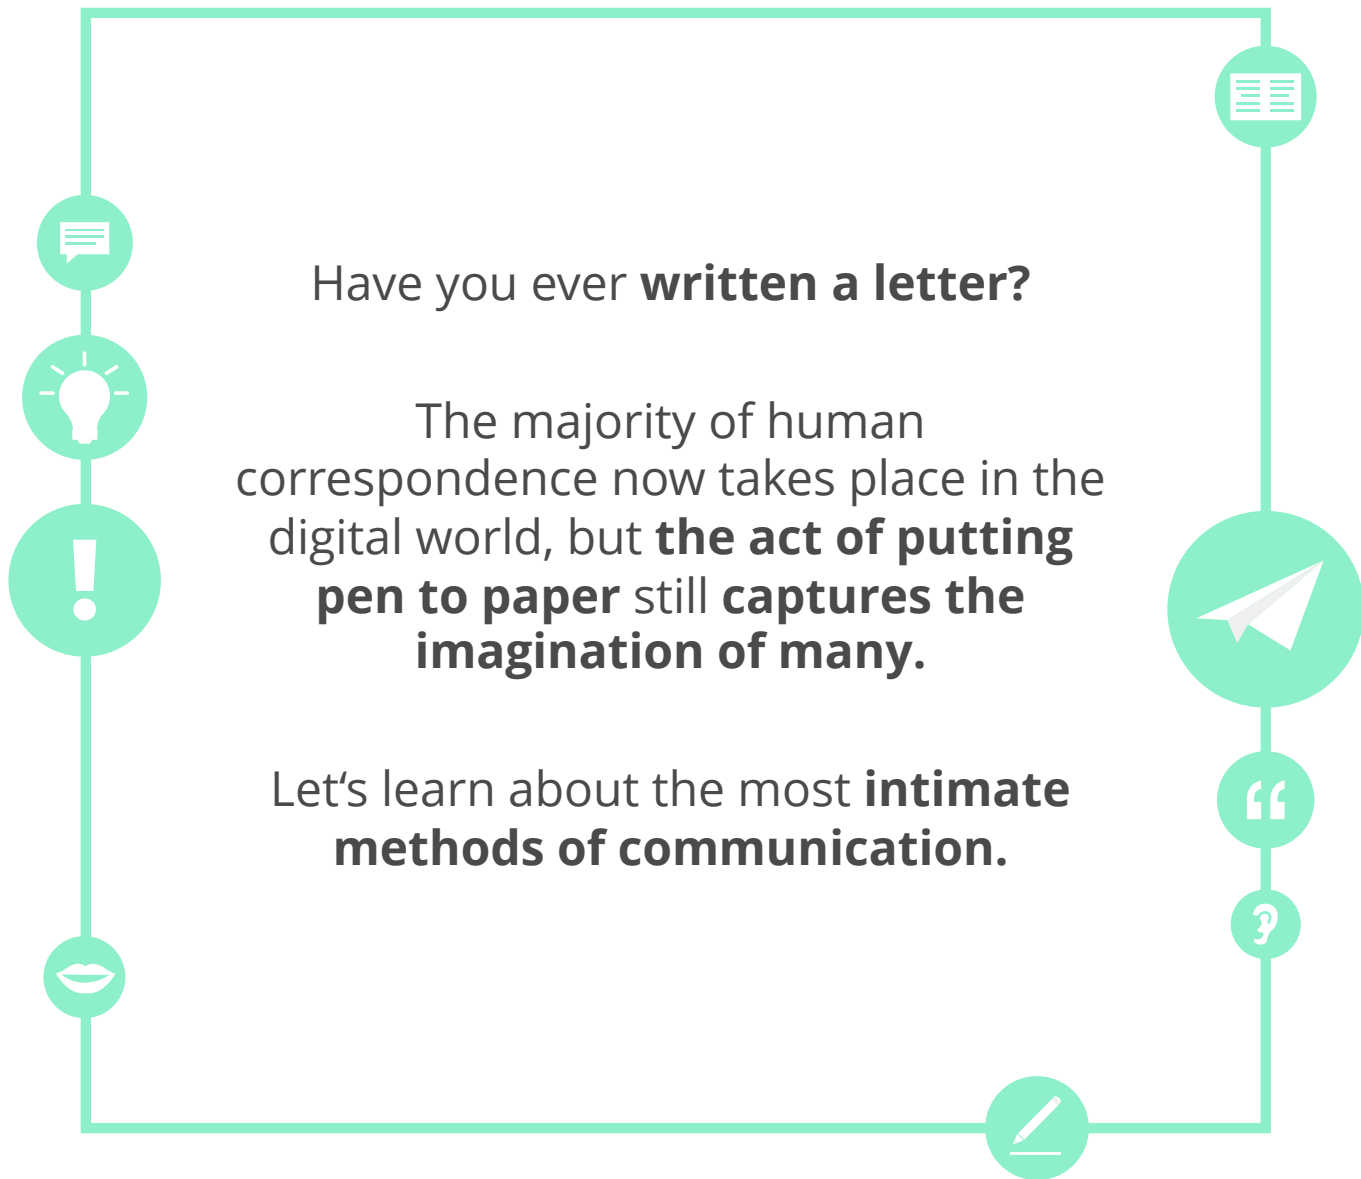 Have you ever written a letter?
The majority of human
correspondence now takes place in the
digital world, but the act of putting
pen to paper still captures the
imagination of many.
Let‘s learn about the most intimate
methods of communication.